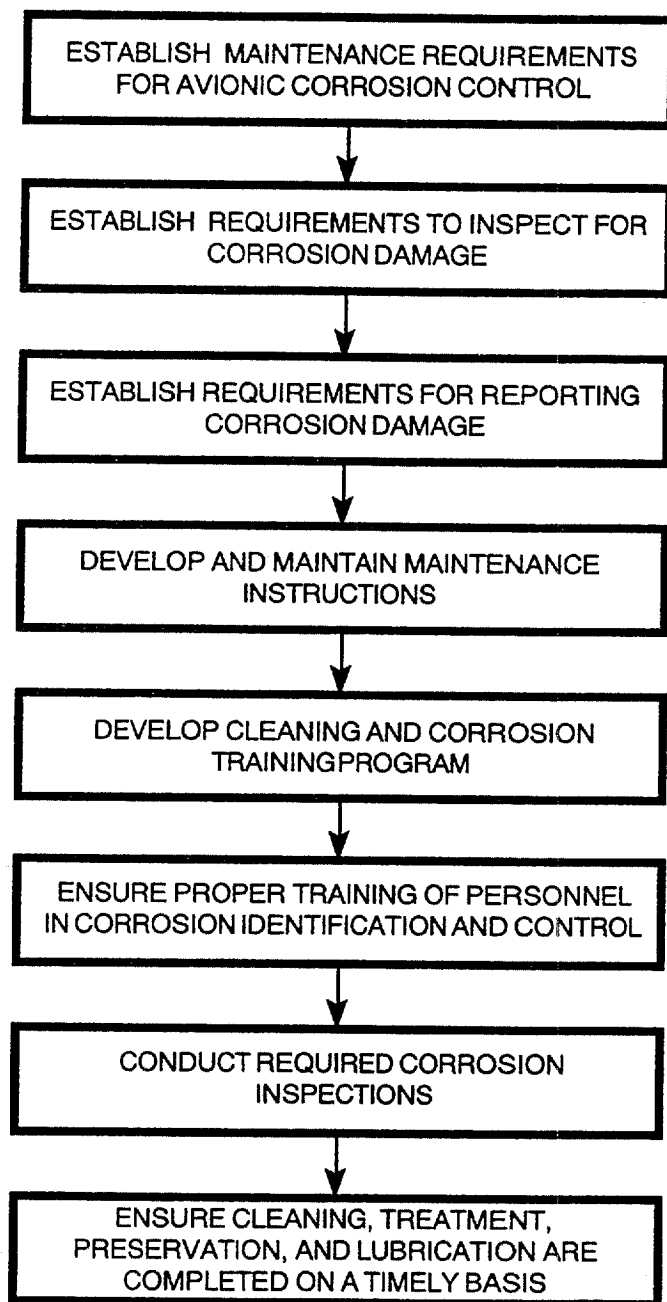 ESTABLISH MAINTENANCE REQUIREMENTS
FOR AVIONIC CORROSION CONTROL
ESTABLISH REQUIREMENTS TO INSPECT FOR
CORROSION DAMAGE
ESTABLISH REQUIREMENTS FOR REPORTING
CORROSION DAMAGE
DEVELOP AND MAINTAIN MAINTENANCE
INSTRUCTIONS
DEVELOP CLEANING AND CORROSION
TRAINING PROGRAM
ENSURE PROPER TRAINING OF PERSONNEL
IN CORROSION IDENTIFICATION AND CONTROL
CONDUCT REQUIRED CORROSION
INSPECTIONS
ENSURE CLEANING, TREATMENT,
PRESERVATION, AND LUBRICATION ARE
COMPLETED ON A TIMELY BASIS